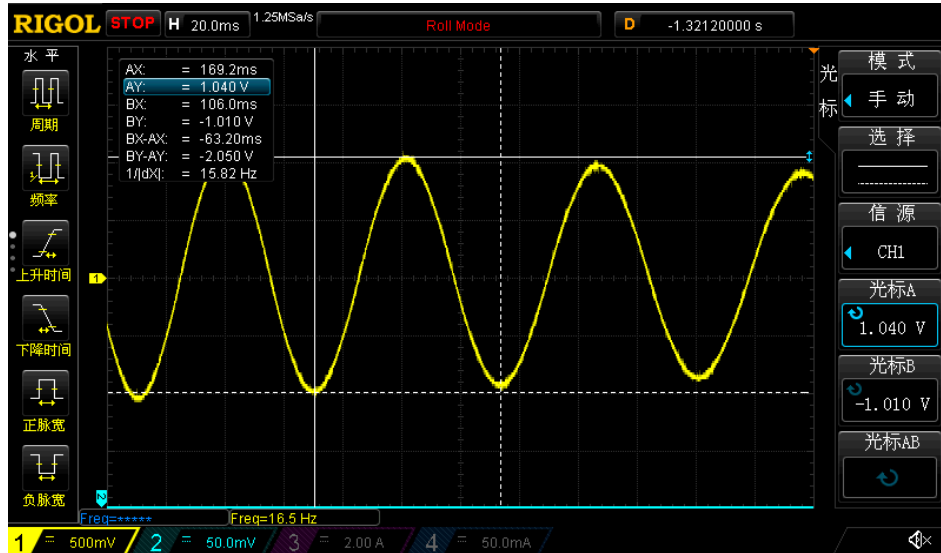 RIGOL STOP H 20.0ms 1.25MSa/s Roll Mode D -1.32120000 s
水平
周期
频率
上升时间
下降时间
正脉宽
负脉宽
AX: = 169.2ms
AY: = 1.040 V
BX: = 106.0ms
BY: = -1.010 V
BX-AX: = -63.20ms
BY-AY: = -2.050 V
1/|dX|: = 15.82 Hz
1
2
光标
模式
手动
选择
信源
CH1
光标A
1.040 V
光标B
-1.010 V
光标AB
Freq=***** Freq=16.5 Hz
1 = 500mV 2 = 50.0mV 3 = 2.00 A 4 = 50.0mA